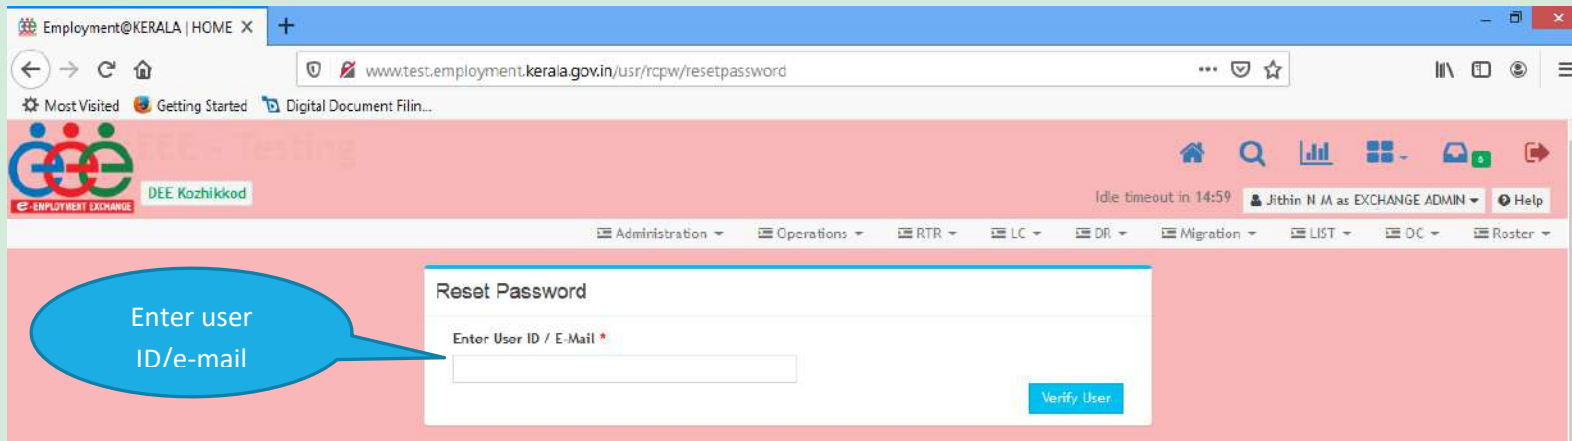 Employment@KERALA | HOME
www.test.employment.kerala.gov.in/usr/rcpw/resetpassword
Most Visited Getting Started Digital Document Filin...
EEE - Testing
DEE Kozhikkod
e-EMPLOYMENT EXCHANGE
Idle timeout in 14:59 Jithin N M as EXCHANGE ADMIN Help
Administration Operations RTR LC DR Migration LIST OC Roster
Reset Password
Enter user
ID/e-mail
Enter User ID / E-Mail *
Verify User